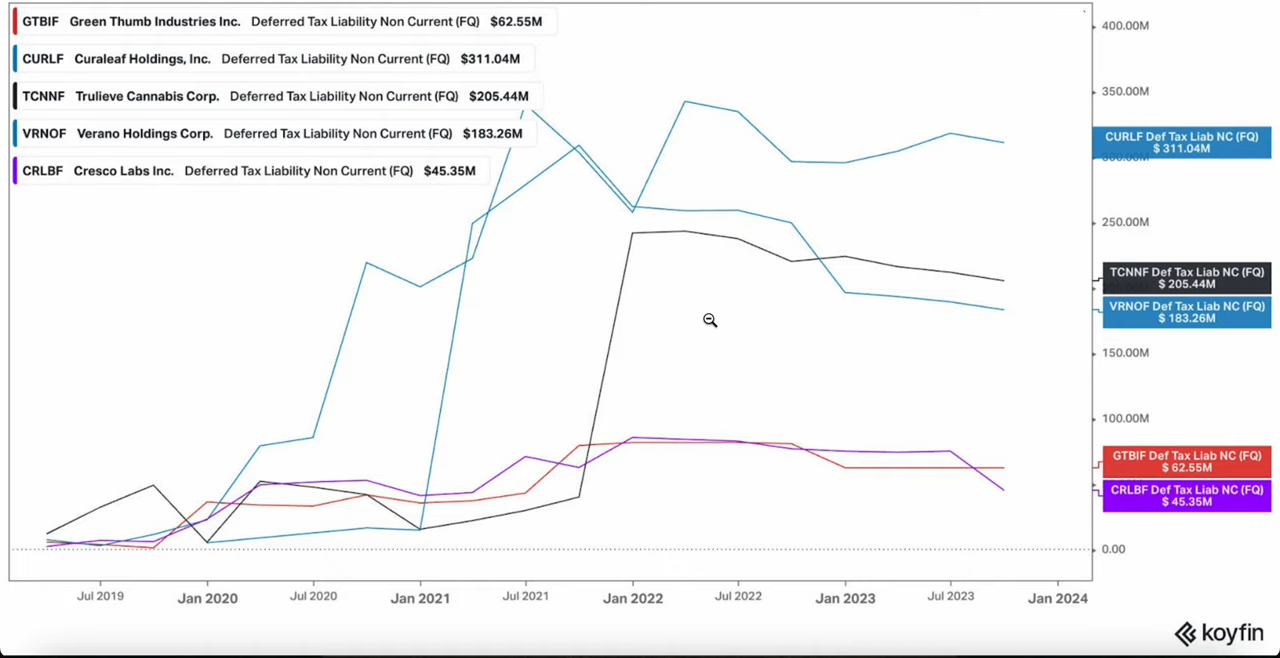 GTBIF Green Thumb Industries Inc. Deferred Tax Liability Non Current (FQ) $62.55M
CURLF Curaleaf Holdings, Inc. Deferred Tax Liability Non Current (FQ) $311.04M
TCNNF Trulieve Cannabis Corp. Deferred Tax Liability Non Current (FQ) $205.44M
VRNOF Verano Holdings Corp. Deferred Tax Liability Non Current (FQ) $183.26M
CRLBF Cresco Labs Inc. Deferred Tax Liability Non Current (FQ) $45.35M
400.00M
350.00M
CURLF Def Tax Liab NC (FQ)
$ 311.04M
300.00M
250.00M
TCNNF Def Tax Liab NC (FQ)
$ 205.44M
VRNOF Def Tax Liab NC (FQ)
$ 183.26M
150.00M
100.00M
GTBIF Def Tax Liab NC (FQ)
$ 62.55M
CRLBF Def Tax Liab NC (FQ)
$ 45.35M
0.00
Jul 2019 Jan 2020 Jul 2020 Jan 2021 Jul 2021 Jan 2022 Jul 2022 Jan 2023 Jul 2023 Jan 2024
koyfin